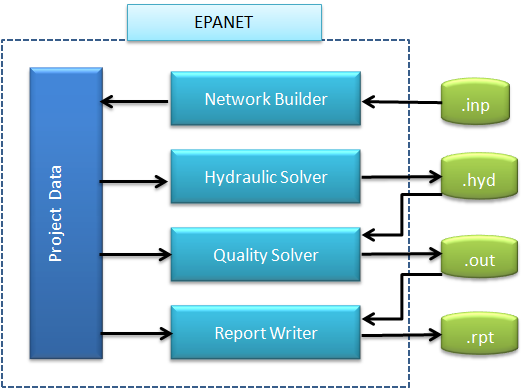 EPANET
Project Data
Network Builder
.inp
Hydraulic Solver
.hyd
Quality Solver
.out
Report Writer
.rpt